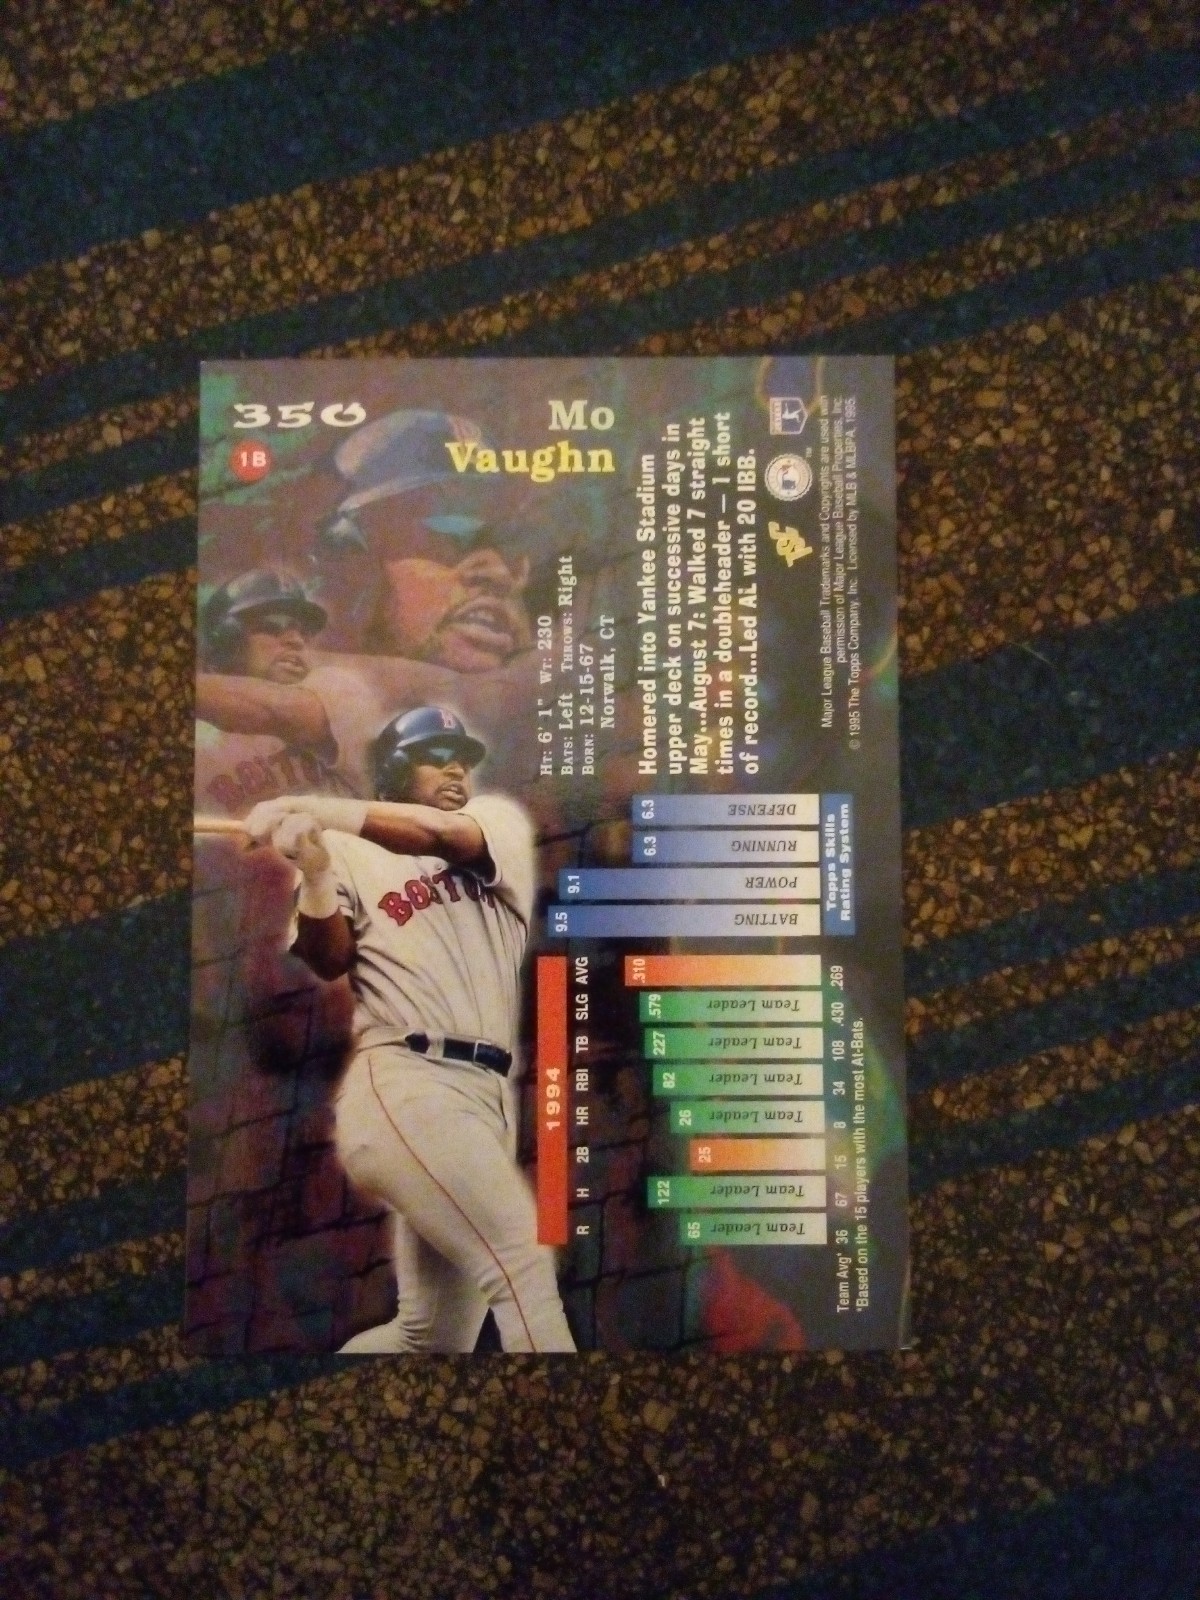 350
1B
Mo
Vaughn
BOSTON
HT: 6' 1" WT: 230
BATS: Left THROWS: Right
BORN: 12-15-67
Norwalk, CT
Homered into Yankee Stadium
upper deck on successive days in
May...August 7: Walked 7 straight
times in a doubleheader — 1 short
of record...Led AL with 20 IBB.
1994
R H 2B HR RBI TB SLG AVG
65 122 25 26 82 227 .579 .310
Team Leader
Team Leader
Team Leader
Team Leader
Team Leader
Team Leader
Team Avg* 36 67 15 8 34 108 .430 .269
*Based on the 15 players with the most At-Bats.
9.5 9.1 6.3 6.3
BATTING
POWER
RUNNING
DEFENSE
Topps Skills
Rating System
TSC
Major League Baseball Trademarks and Copyrights are used with
permission of Major League Baseball Properties, Inc.
© 1995 The Topps Company, Inc. Licensed by MLB & MLBPA, 1995.